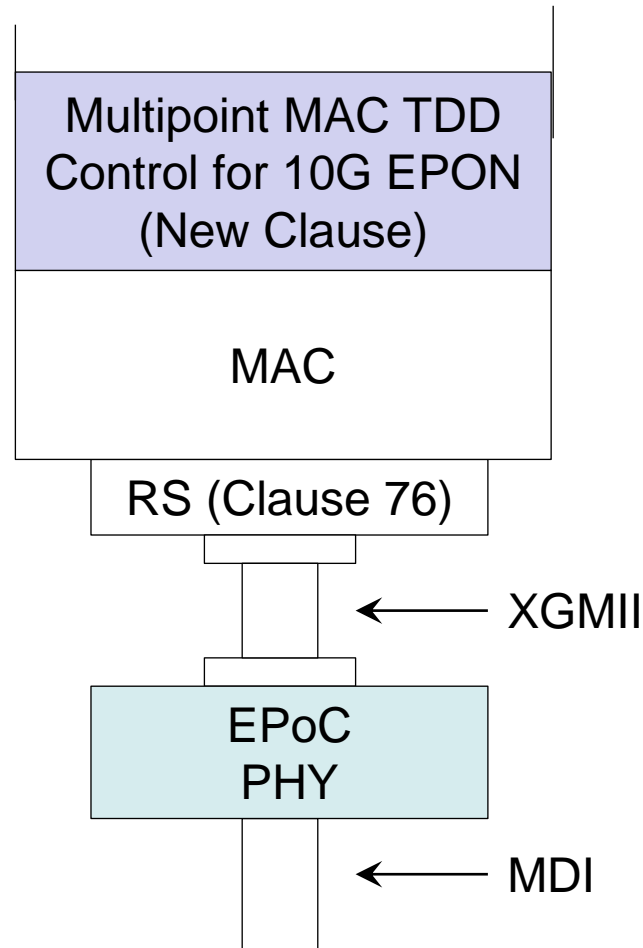 Multipoint MAC TDD
Control for 10G EPON
(New Clause)
MAC
RS (Clause 76)
XGMII
EPoC
PHY
MDI